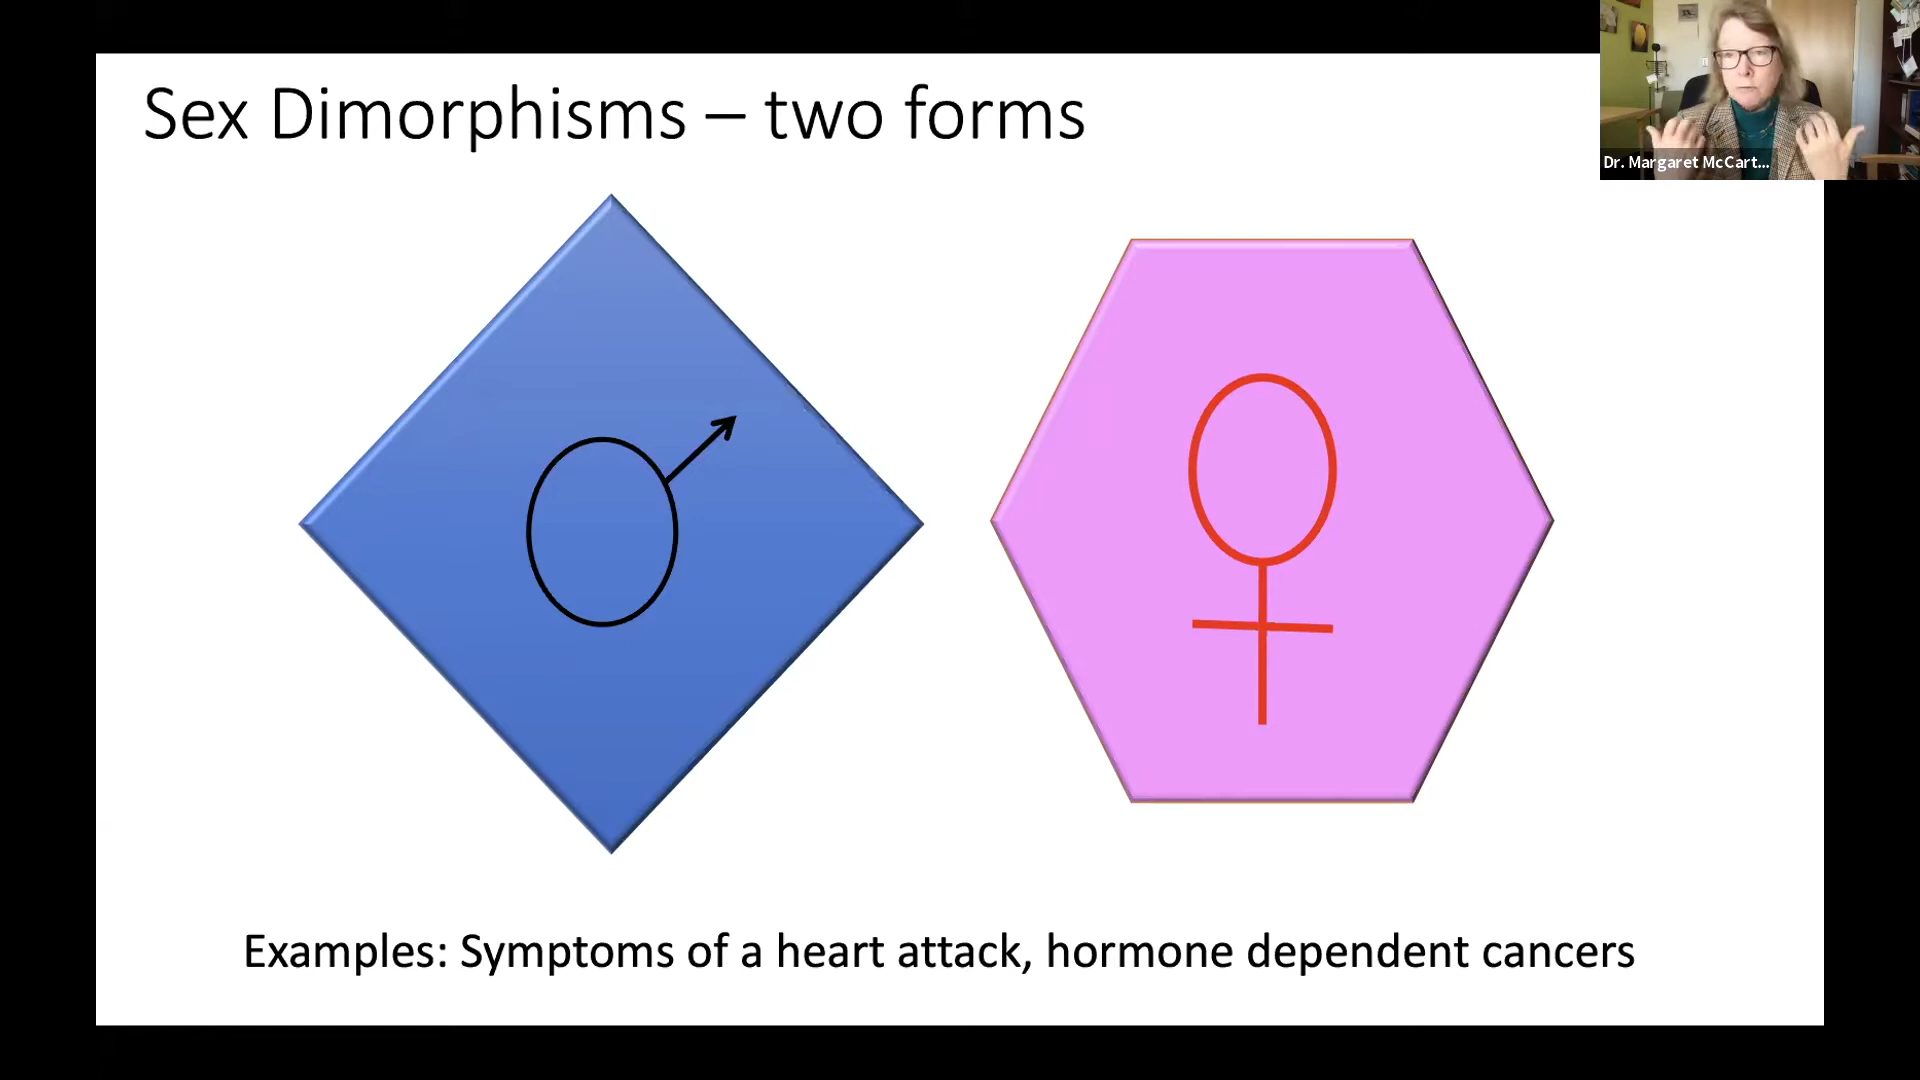 Sex Dimorphisms – two forms
Dr. Margaret McCart...
Examples: Symptoms of a heart attack, hormone dependent cancers